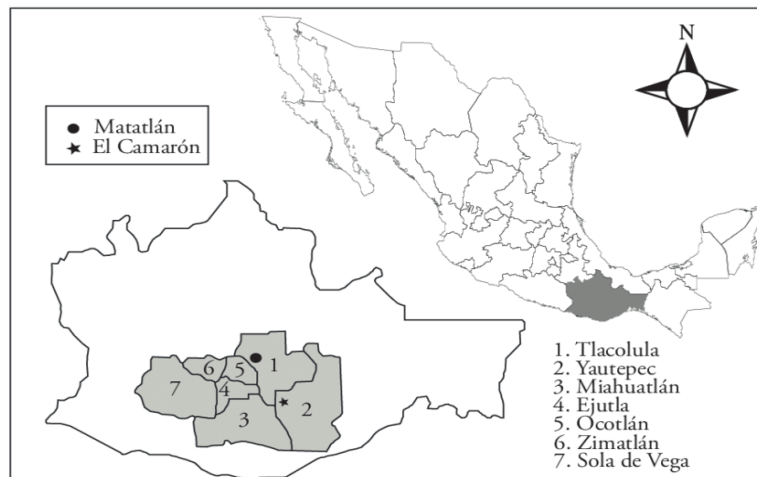 N
Matatlán
El Camarón
1
2
3
4
5
6
7
1. Tlacolula
2. Yautepec
3. Miahuatlán
4. Ejutla
5. Ocotlán
6. Zimatlán
7. Sola de Vega